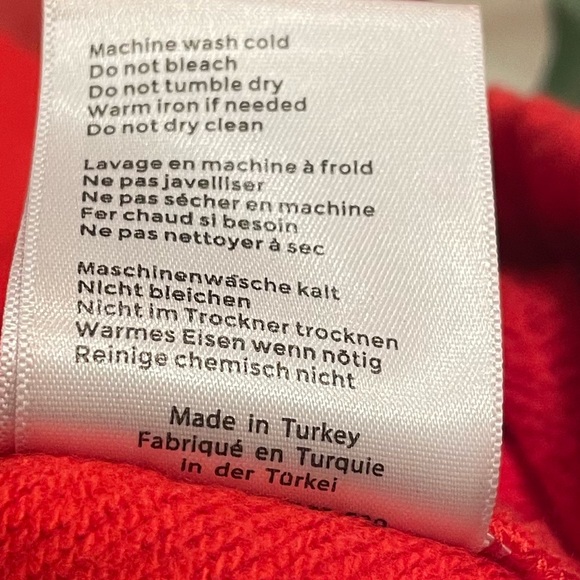 Machine wash cold
Do not bleach
Do not tumble dry
Warm iron if needed
Do not dry clean
Lavage en machine à froid
Ne pas javelliser
Ne pas sécher en machine
Fer chaud si besoin
Ne pas nettoyer à sec
Maschinenwäsche kalt
Nicht bleichen
Nicht im Trockner trocknen
Warmes Eisen wenn nötig
Reinige chemisch nicht
Made in Turkey
Fabriqué en Turquie
in der Türkei